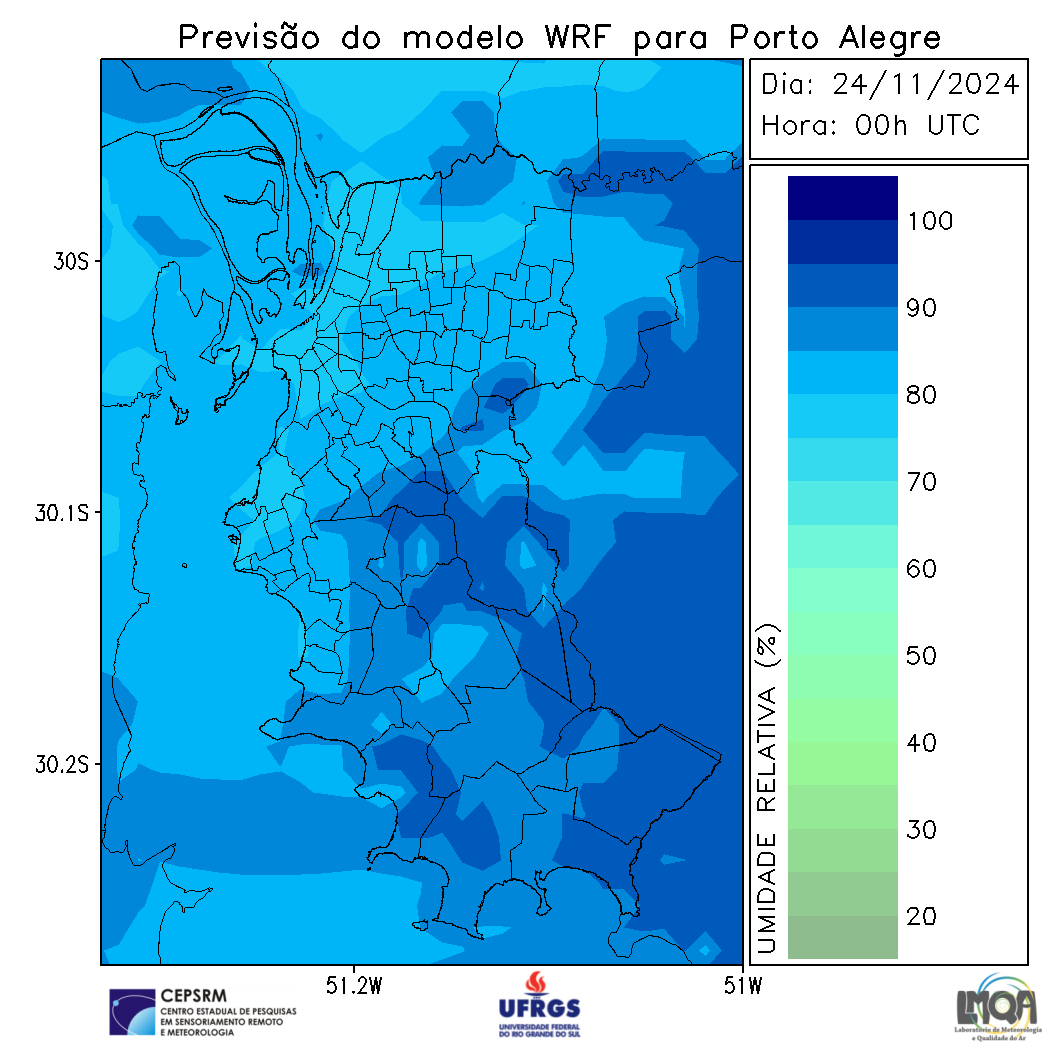 Previsão do modelo WRF para Porto Alegre
Dia: 24/11/2024
Hora: 00h UTC
30S
30.1S
30.2S
51.2W
51W
100
90
80
70
60
50
40
30
20
UMIDADE RELATIVA (%)
CEPSRM
CENTRO ESTADUAL DE PESQUISAS
EM SENSORIAMENTO REMOTO
E METEOROLOGIA
UFRGS
UNIVERSIDADE FEDERAL
DO RIO GRANDE DO SUL
LMQA
Laboratório de Meteorologia
e Qualidade do Ar